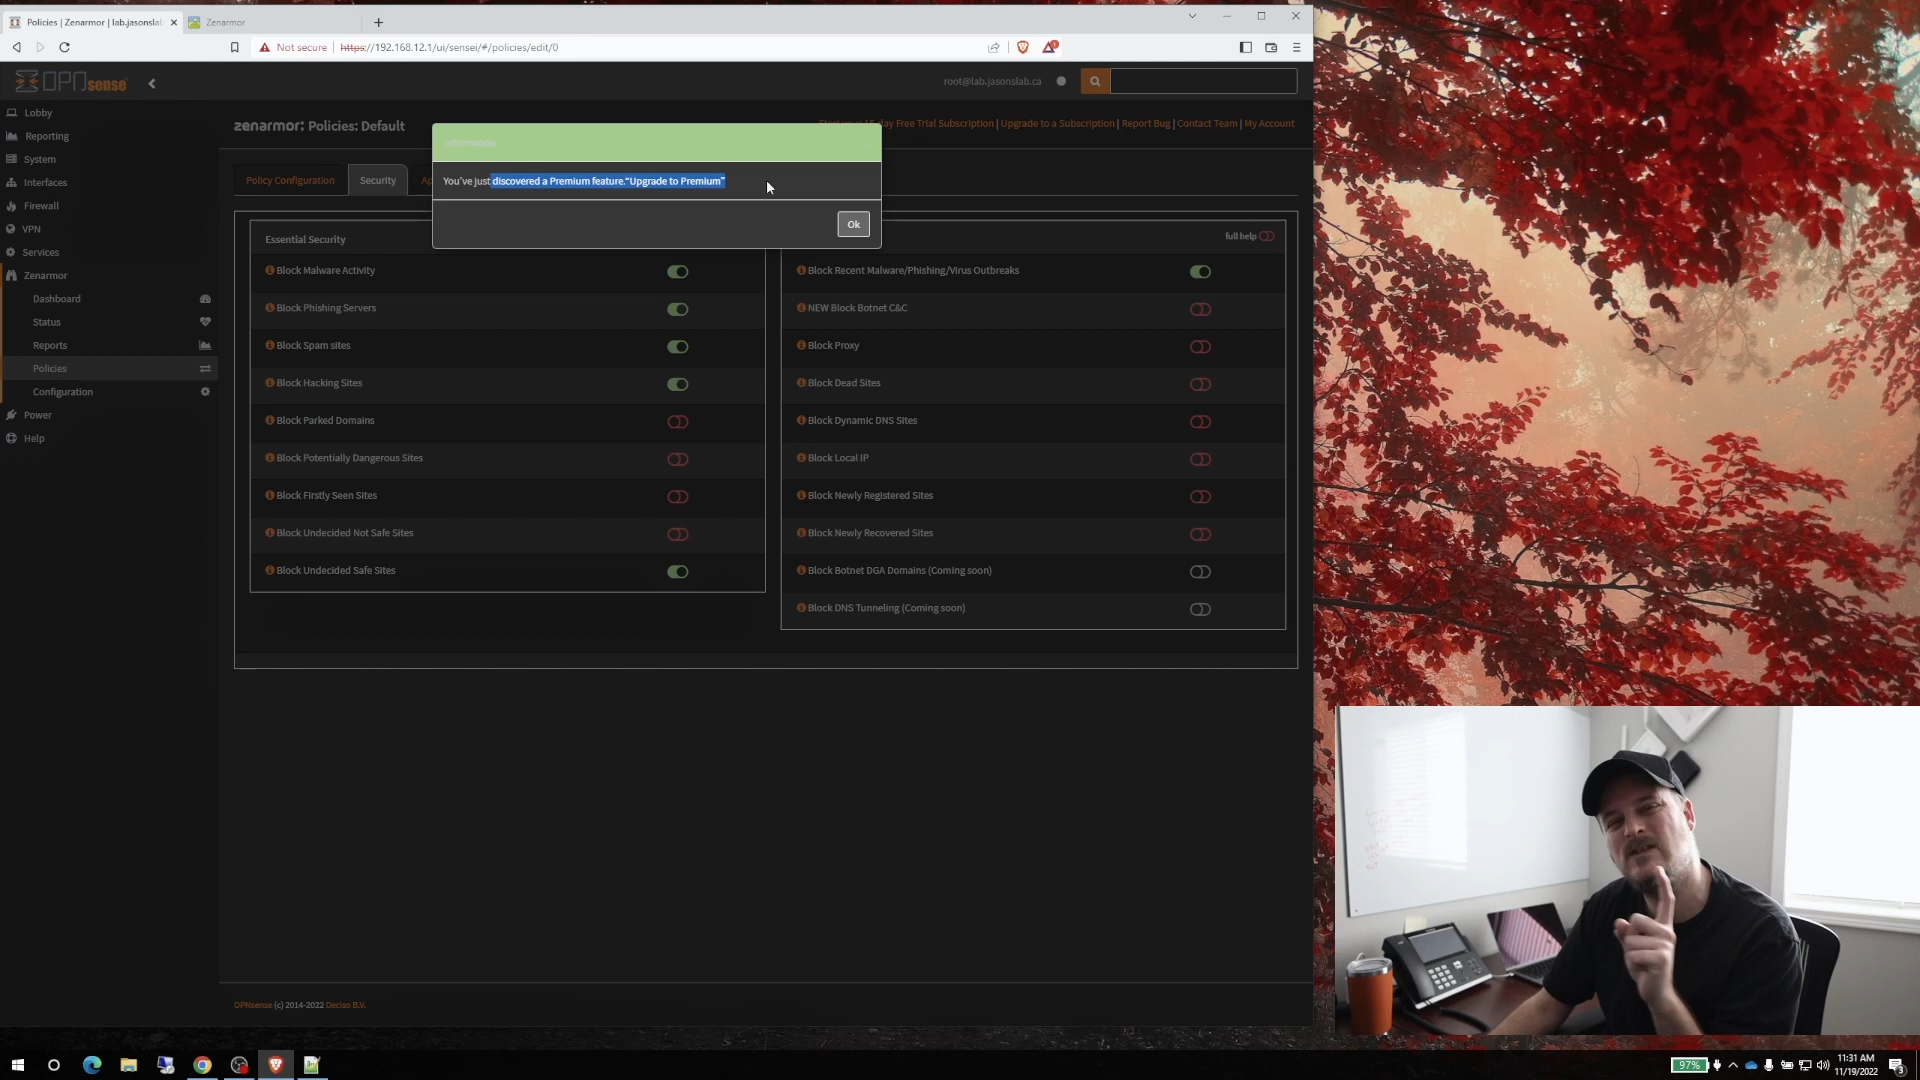 Policies | Zenarmor | lab.jasonslab
Zenarmor
Not secure
https://192.168.12.1/ui/sensei/#/policies/edit/0
OPNsense
root@lab.jasonslab.ca
zenarmor: Policies: Default
day Free Trial Subscription | Upgrade to a Subscription | Report Bug | Contact Team | My Account
Information
You've just discovered a Premium feature."Upgrade to Premium"
Ok
Lobby
Reporting
System
Interfaces
Firewall
VPN
Services
Zenarmor
Dashboard
Status
Reports
Policies
Configuration
Power
Help
Policy Configuration
Security
Essential Security
Block Malware Activity
Block Phishing Servers
Block Spam sites
Block Hacking Sites
Block Parked Domains
Block Potentially Dangerous Sites
Block Firstly Seen Sites
Block Undecided Not Safe Sites
Block Undecided Safe Sites
full help
Block Recent Malware/Phishing/Virus Outbreaks
NEW Block Botnet C&C
Block Proxy
Block Dead Sites
Block Dynamic DNS Sites
Block Local IP
Block Newly Registered Sites
Block Newly Recovered Sites
Block Botnet DGA Domains (Coming soon)
Block DNS Tunneling (Coming soon)
OPNsense (c) 2014-2022 Deciso B.V.
97%
11:31 AM
11/19/2022
3